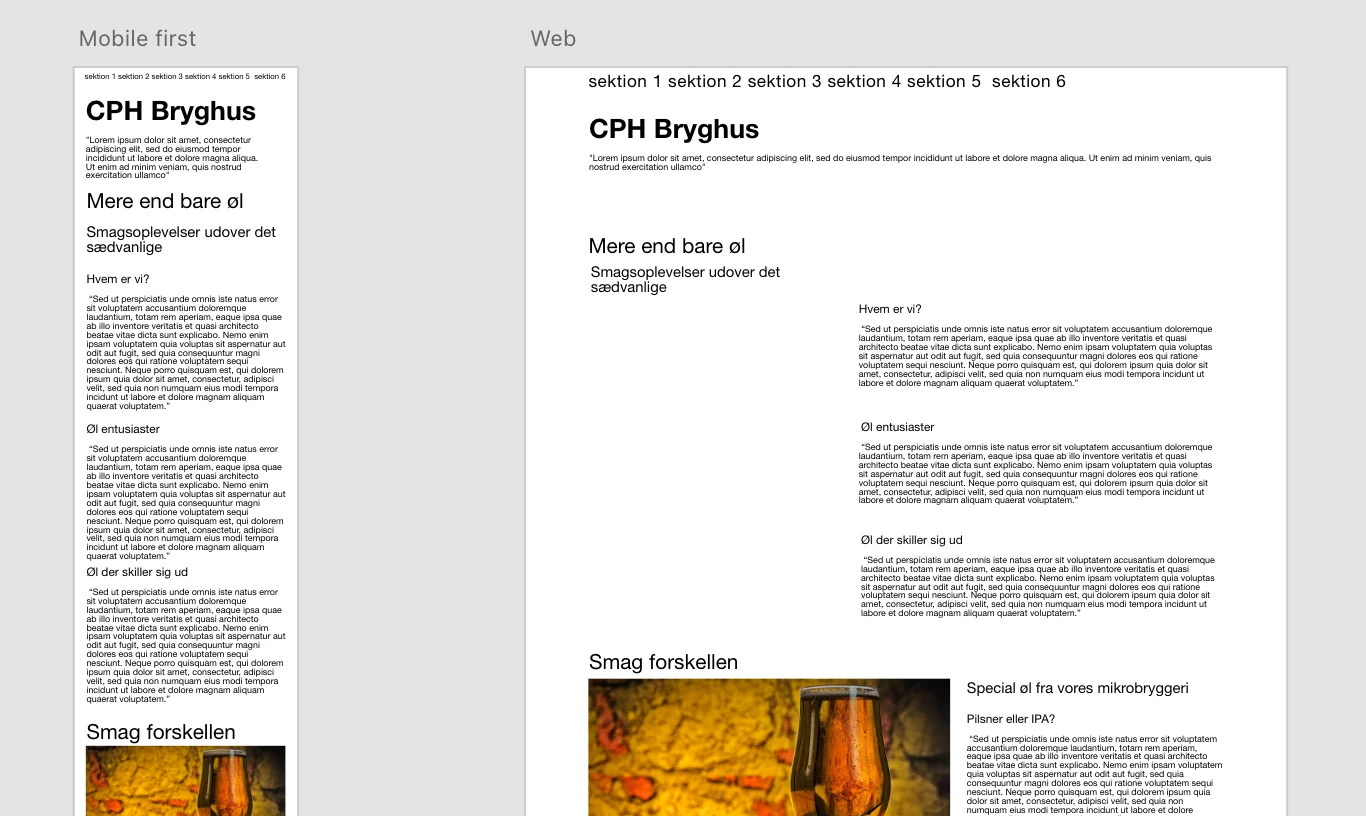 Mobile first
sektion 1 sektion 2 sektion 3 sektion 4 sektion 5  sektion 6
CPH Bryghus
"Lorem ipsum dolor sit amet, consectetur
adipiscing elit, sed do eiusmod tempor
incididunt ut labore et dolore magna aliqua.
Ut enim ad minim veniam, quis nostrud
exercitation ullamco"
Mere end bare øl
Smagsoplevelser udover det
sædvanlige
Hvem er vi?
“Sed ut perspiciatis unde omnis iste natus error
sit voluptatem accusantium doloremque
laudantium, totam rem aperiam, eaque ipsa quae
ab illo inventore veritatis et quasi architecto
beatae vitae dicta sunt explicabo. Nemo enim
ipsam voluptatem quia voluptas sit aspernatur aut
odit aut fugit, sed quia consequuntur magni
dolores eos qui ratione voluptatem sequi
nesciunt. Neque porro quisquam est, qui dolorem
ipsum quia dolor sit amet, consectetur, adipisci
velit, sed quia non numquam eius modi tempora
incidunt ut labore et dolore magnam aliquam
quaerat voluptatem.”
Øl entusiaster
“Sed ut perspiciatis unde omnis iste natus error
sit voluptatem accusantium doloremque
laudantium, totam rem aperiam, eaque ipsa quae
ab illo inventore veritatis et quasi architecto
beatae vitae dicta sunt explicabo. Nemo enim
ipsam voluptatem quia voluptas sit aspernatur aut
odit aut fugit, sed quia consequuntur magni
dolores eos qui ratione voluptatem sequi
nesciunt. Neque porro quisquam est, qui dolorem
ipsum quia dolor sit amet, consectetur, adipisci
velit, sed quia non numquam eius modi tempora
incidunt ut labore et dolore magnam aliquam
quaerat voluptatem.”
Øl der skiller sig ud
“Sed ut perspiciatis unde omnis iste natus error
sit voluptatem accusantium doloremque
laudantium, totam rem aperiam, eaque ipsa quae
ab illo inventore veritatis et quasi architecto
beatae vitae dicta sunt explicabo. Nemo enim
ipsam voluptatem quia voluptas sit aspernatur aut
odit aut fugit, sed quia consequuntur magni
dolores eos qui ratione voluptatem sequi
nesciunt. Neque porro quisquam est, qui dolorem
ipsum quia dolor sit amet, consectetur, adipisci
velit, sed quia non numquam eius modi tempora
incidunt ut labore et dolore magnam aliquam
quaerat voluptatem.”
Smag forskellen
Web
sektion 1 sektion 2 sektion 3 sektion 4 sektion 5  sektion 6
CPH Bryghus
"Lorem ipsum dolor sit amet, consectetur adipiscing elit, sed do eiusmod tempor incididunt ut labore et dolore magna aliqua. Ut enim ad minim veniam, quis
nostrud exercitation ullamco"
Mere end bare øl
Smagsoplevelser udover det
sædvanlige
Hvem er vi?
“Sed ut perspiciatis unde omnis iste natus error sit voluptatem accusantium doloremque
laudantium, totam rem aperiam, eaque ipsa quae ab illo inventore veritatis et quasi
architecto beatae vitae dicta sunt explicabo. Nemo enim ipsam voluptatem quia voluptas
sit aspernatur aut odit aut fugit, sed quia consequuntur magni dolores eos qui ratione
voluptatem sequi nesciunt. Neque porro quisquam est, qui dolorem ipsum quia dolor sit
amet, consectetur, adipisci velit, sed quia non numquam eius modi tempora incidunt ut
labore et dolore magnam aliquam quaerat voluptatem.”
Øl entusiaster
“Sed ut perspiciatis unde omnis iste natus error sit voluptatem accusantium doloremque
laudantium, totam rem aperiam, eaque ipsa quae ab illo inventore veritatis et quasi
architecto beatae vitae dicta sunt explicabo. Nemo enim ipsam voluptatem quia voluptas
sit aspernatur aut odit aut fugit, sed quia consequuntur magni dolores eos qui ratione
voluptatem sequi nesciunt. Neque porro quisquam est, qui dolorem ipsum quia dolor sit
amet, consectetur, adipisci velit, sed quia non numquam eius modi tempora incidunt ut
labore et dolore magnam aliquam quaerat voluptatem.”
Øl der skiller sig ud
“Sed ut perspiciatis unde omnis iste natus error sit voluptatem accusantium doloremque
laudantium, totam rem aperiam, eaque ipsa quae ab illo inventore veritatis et quasi
architecto beatae vitae dicta sunt explicabo. Nemo enim ipsam voluptatem quia voluptas
sit aspernatur aut odit aut fugit, sed quia consequuntur magni dolores eos qui ratione
voluptatem sequi nesciunt. Neque porro quisquam est, qui dolorem ipsum quia dolor sit
amet, consectetur, adipisci velit, sed quia non numquam eius modi tempora incidunt ut
labore et dolore magnam aliquam quaerat voluptatem.”
Smag forskellen
Special øl fra vores mikrobryggeri
Pilsner eller IPA?
“Sed ut perspiciatis unde omnis iste natus error sit voluptatem
accusantium doloremque laudantium, totam rem aperiam,
eaque ipsa quae ab illo inventore veritatis et quasi architecto
beatae vitae dicta sunt explicabo. Nemo enim ipsam voluptatem
quia voluptas sit aspernatur aut odit aut fugit, sed quia
consequuntur magni dolores eos qui ratione voluptatem sequi
nesciunt. Neque porro quisquam est, qui dolorem ipsum quia
dolor sit amet, consectetur, adipisci velit, sed quia non
numquam eius modi tempora incidunt ut labore et dolore